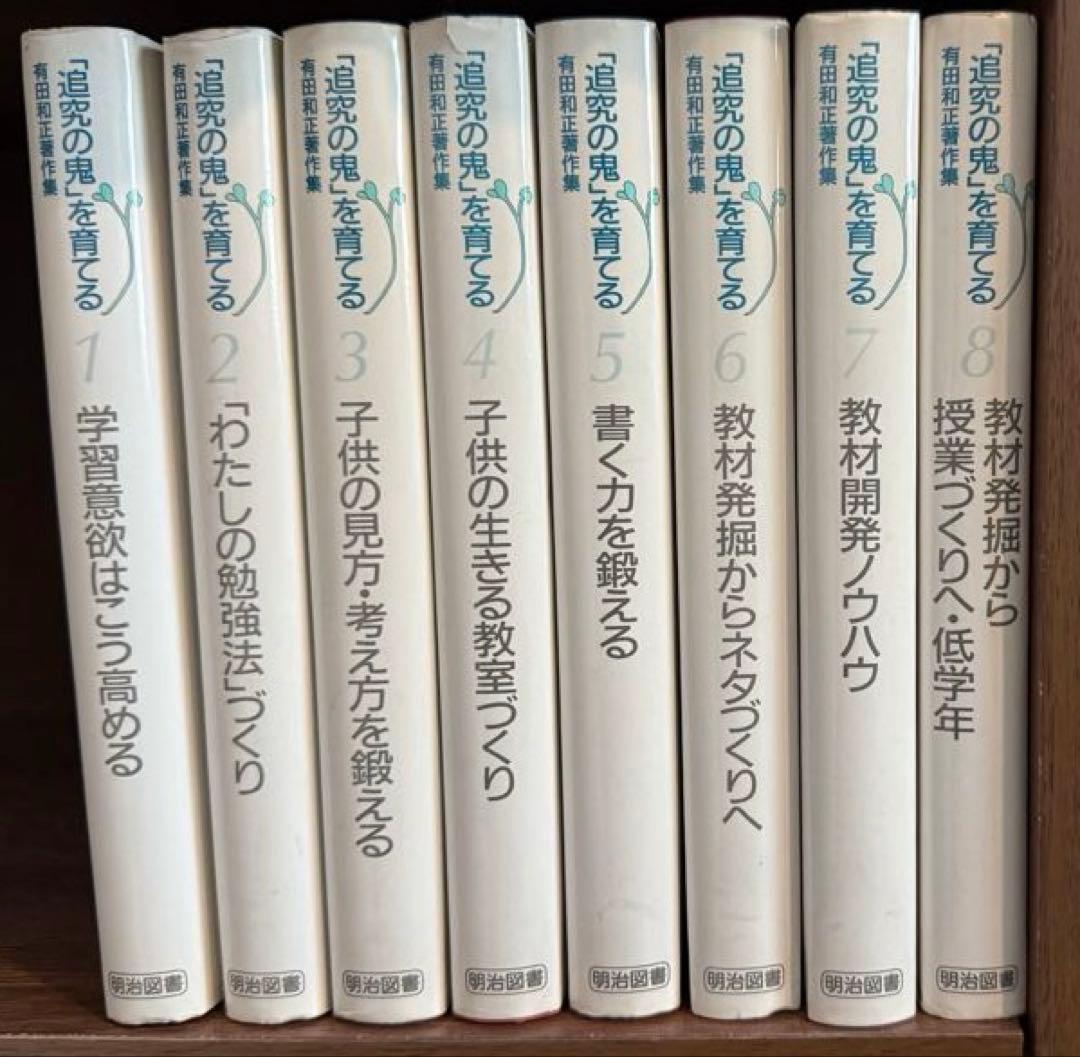 「追究の鬼」を育てる
有田和正著作集
1
学習意欲はこう高める
明治図書
「追究の鬼」を育てる
有田和正著作集
2
「わたしの勉強法」づくり
明治図書
「追究の鬼」を育てる
有田和正著作集
3
子供の見方・考え方を鍛える
明治図書
「追究の鬼」を育てる
有田和正著作集
4
子供の生きる教室づくり
明治図書
「追究の鬼」を育てる
有田和正著作集
5
書く力を鍛える
明治図書
「追究の鬼」を育てる
有田和正著作集
6
教材発掘からネタづくりへ
明治図書
「追究の鬼」を育てる
有田和正著作集
7
教材開発ノウハウ
明治図書
「追究の鬼」を育てる
有田和正著作集
8
教材発掘から
授業づくりへ・低学年
明治図書